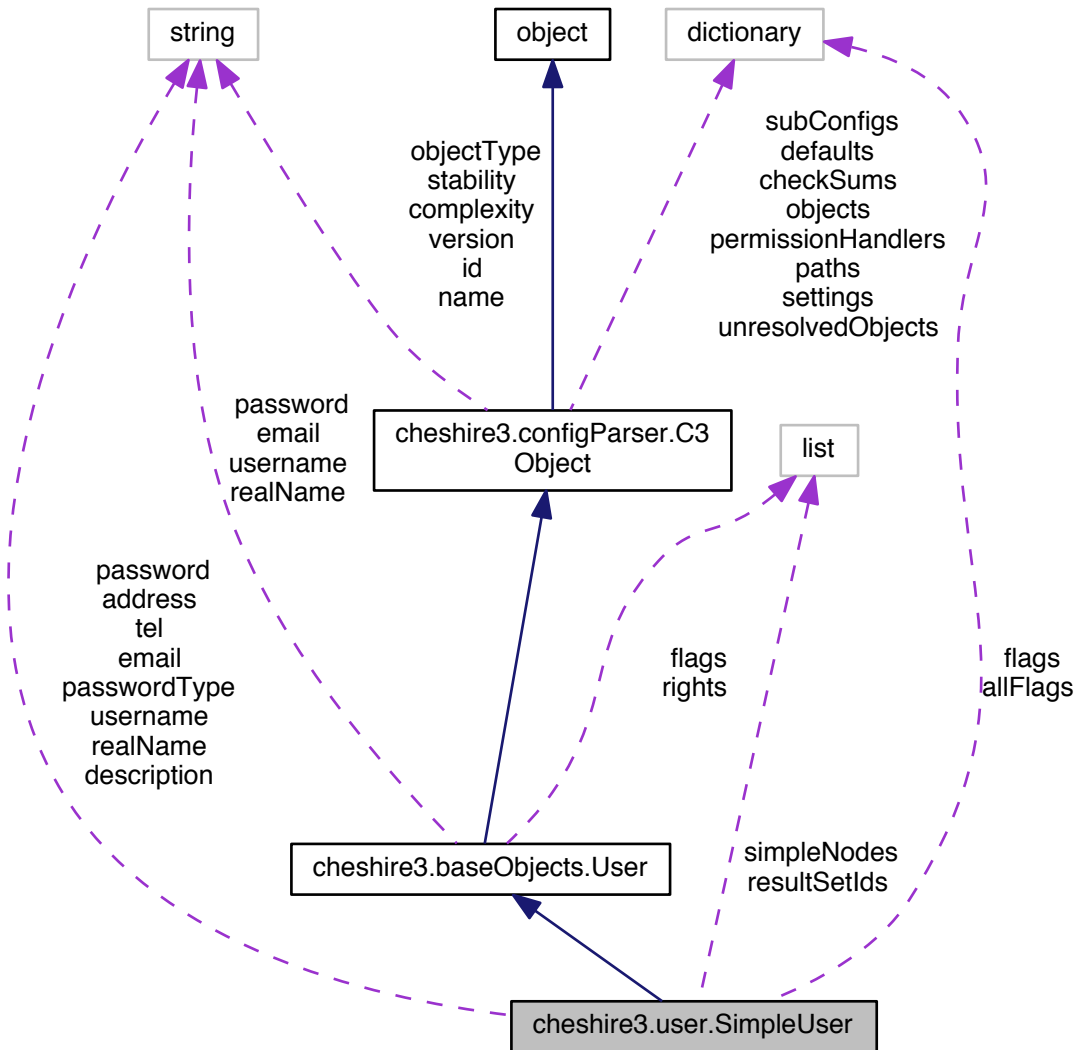 string
object
dictionary
objectType
stability
complexity
version
id
name
subConfigs
defaults
checkSums
objects
permissionHandlers
paths
settings
unresolvedObjects
password
email
username
realName
cheshire3.configParser.C3
Object
list
password
address
tel
email
passwordType
username
realName
description
flags
rights
flags
allFlags
simpleNodes
resultSetIds
cheshire3.baseObjects.User
cheshire3.user.SimpleUser